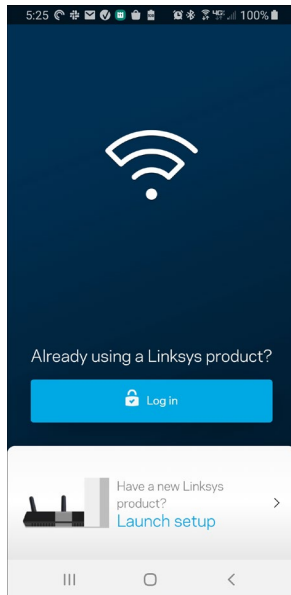 5:25 100%
Already using a Linksys product?
Log in
Have a new Linksys
product?
Launch setup